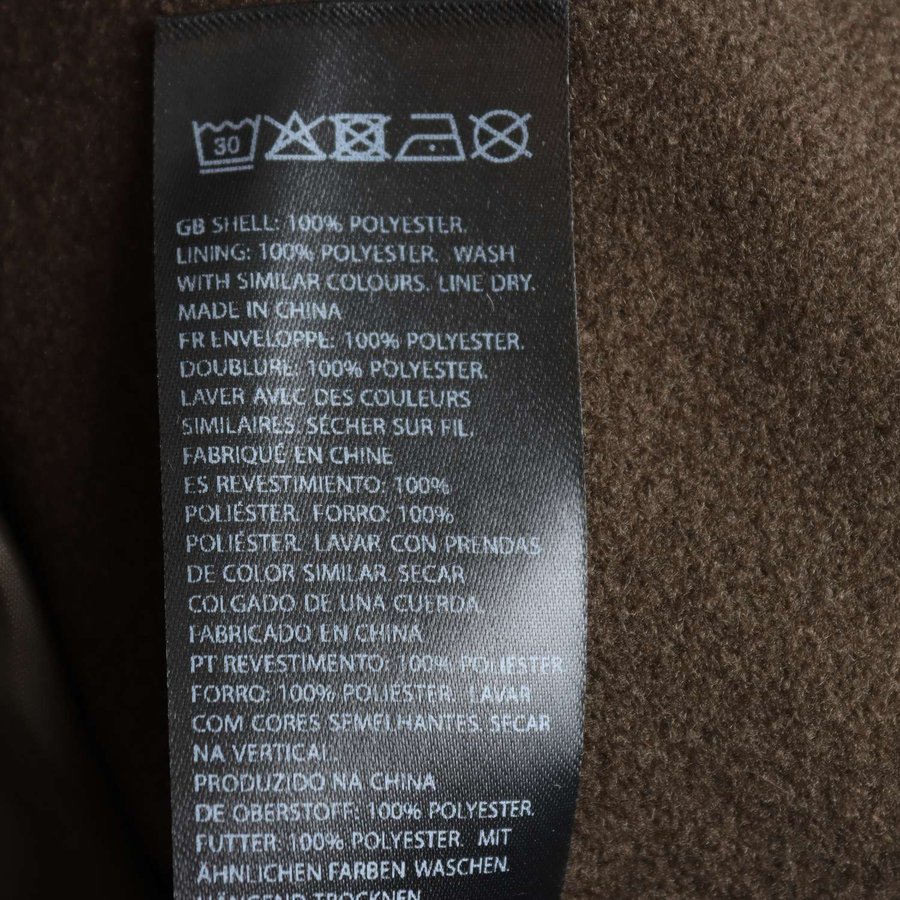 30
GB SHELL: 100% POLYESTER.
LINING: 100% POLYESTER. WASH
WITH SIMILAR COLOURS. LINE DRY.
MADE IN CHINA
FR ENVELOPPE: 100% POLYESTER.
DOUBLURE: 100% POLYESTER.
LAVER AVEC DES COULEURS
SIMILAIRES. SÉCHER SUR FIL.
FABRIQUÉ EN CHINE
ES REVESTIMIENTO: 100%
POLIÉSTER. FORRO: 100%
POLIÉSTER. LAVAR CON PRENDAS
DE COLOR SIMILAR. SECAR
COLGADO DE UNA CUERDA.
FABRICADO EN CHINA
PT REVESTIMENTO: 100% POLIÉSTER.
FORRO: 100% POLIÉSTER. LAVAR
COM CORES SEMELHANTES. SECAR
NA VERTICAL
PRODUZIDO NA CHINA
DE OBERSTOFF: 100% POLYESTER.
FUTTER: 100% POLYESTER. MIT
ÄHNLICHEN FARBEN WASCHEN.
HÄNGEND TROCKNEN